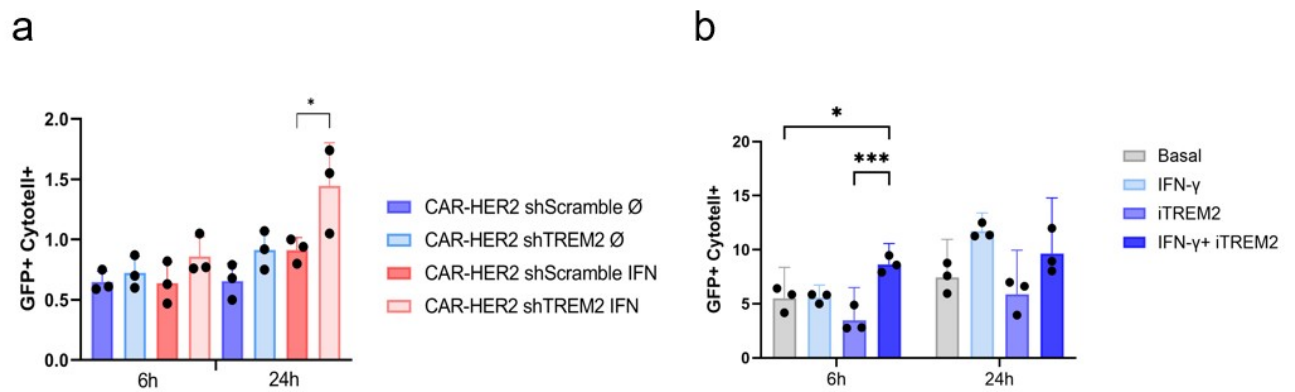 a
GFP+ Cytotell+
2.0
1.5
1.0
0.5
0.0
*
6h
24h
CAR-HER2 shScramble Ø
CAR-HER2 shTREM2 Ø
CAR-HER2 shScramble IFN
CAR-HER2 shTREM2 IFN
b
GFP+ Cytotell+
20
15
10
5
0
*
***
6h
24h
Basal
IFN-γ
iTREM2
IFN-γ+ iTREM2